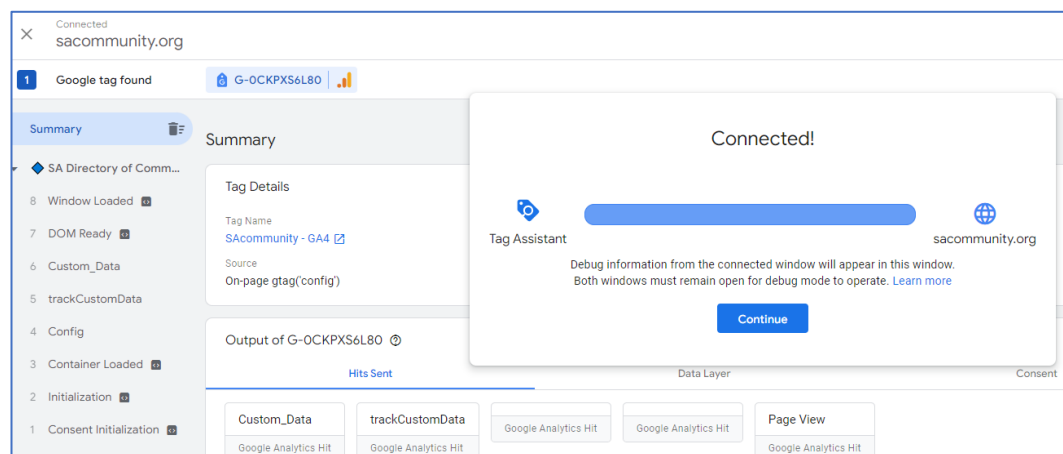 Connected
sacommunity.org
1 Google tag found G-0CKPXS6L80
Summary
SA Directory of Comm...
8 Window Loaded
7 DOM Ready
6 Custom_Data
5 trackCustomData
4 Config
3 Container Loaded
2 Initialization
1 Consent Initialization
Summary
Tag Details
Tag Name
SAcommunity - GA4
Source
On-page gtag('config')
Output of G-0CKPXS6L80
Hits Sent Data Layer Consent
Custom_Data
Google Analytics Hit
trackCustomData
Google Analytics Hit
Google Analytics Hit
Google Analytics Hit
Page View
Google Analytics Hit
Connected!
Tag Assistant
sacommunity.org
Debug information from the connected window will appear in this window.
Both windows must remain open for debug mode to operate. Learn more
Continue